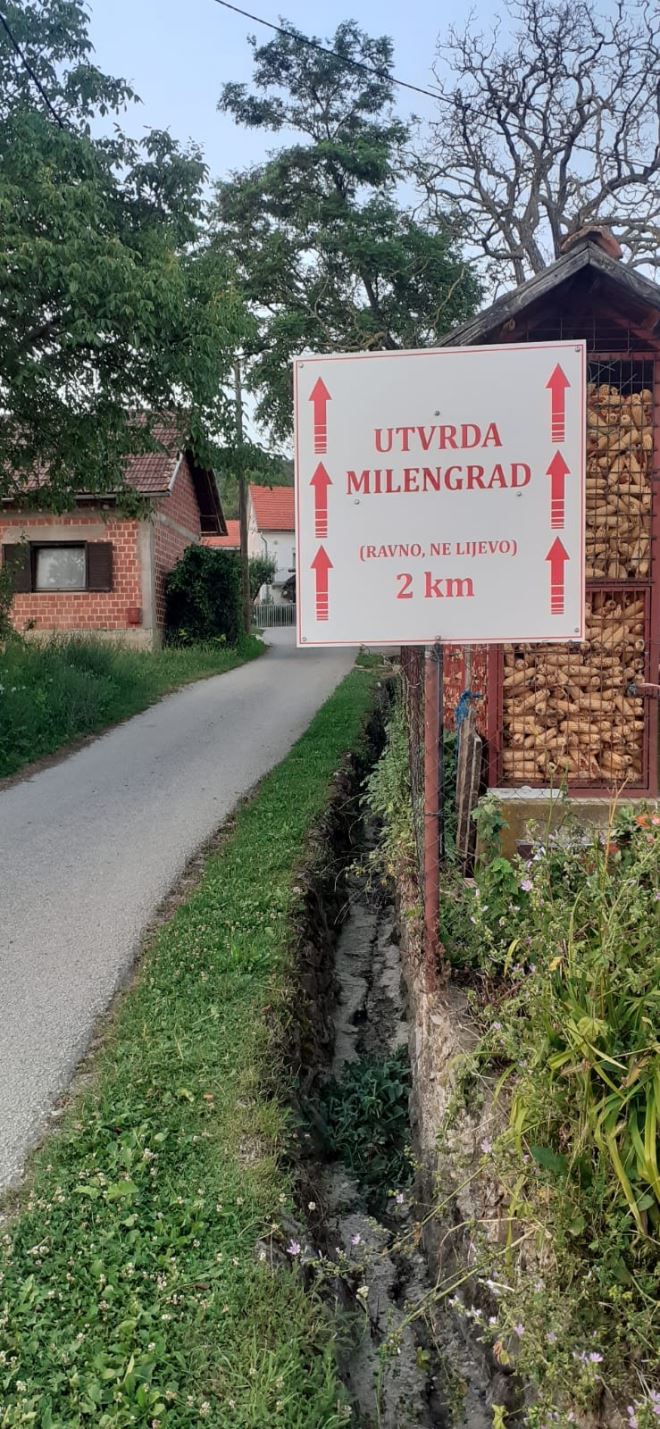 UTVRDA
MILENGRAD
(RAVNO, NE LIJEVO)
2 km